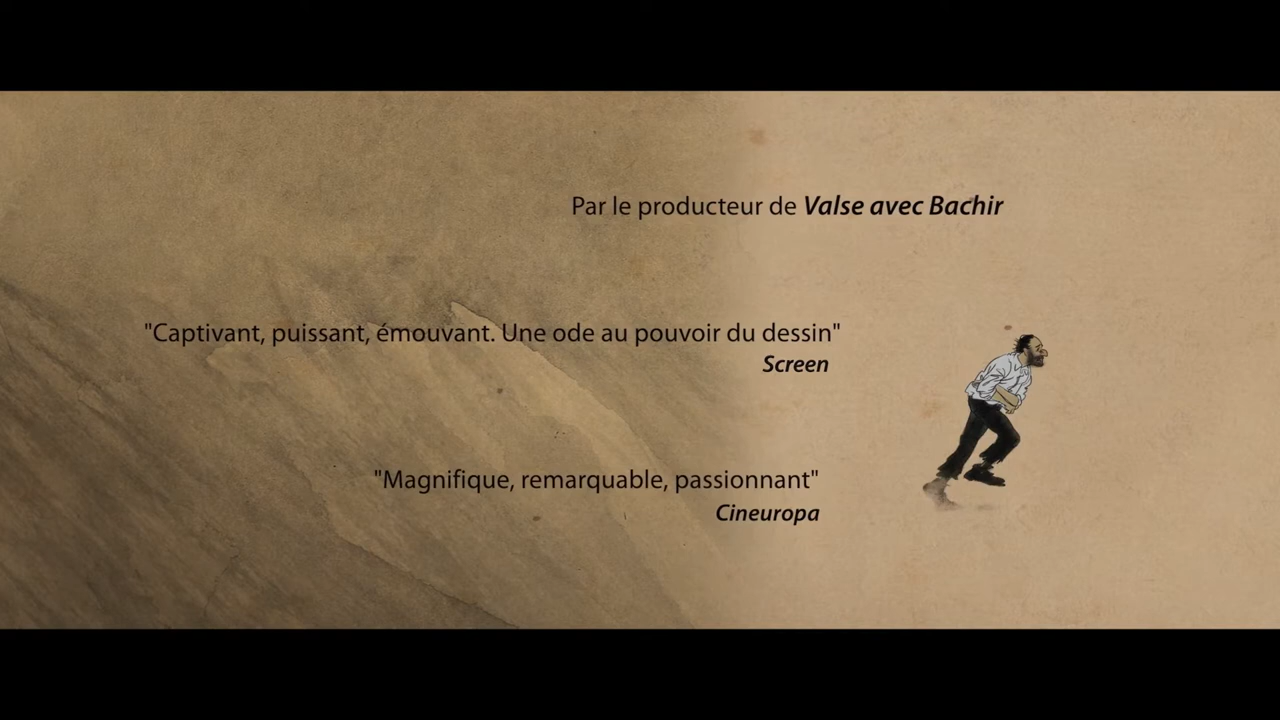 Par le producteur de Valse avec Bachir
"Captivant, puissant, émouvant. Une ode au pouvoir du dessin"
Screen
"Magnifique, remarquable, passionnant"
Cineuropa